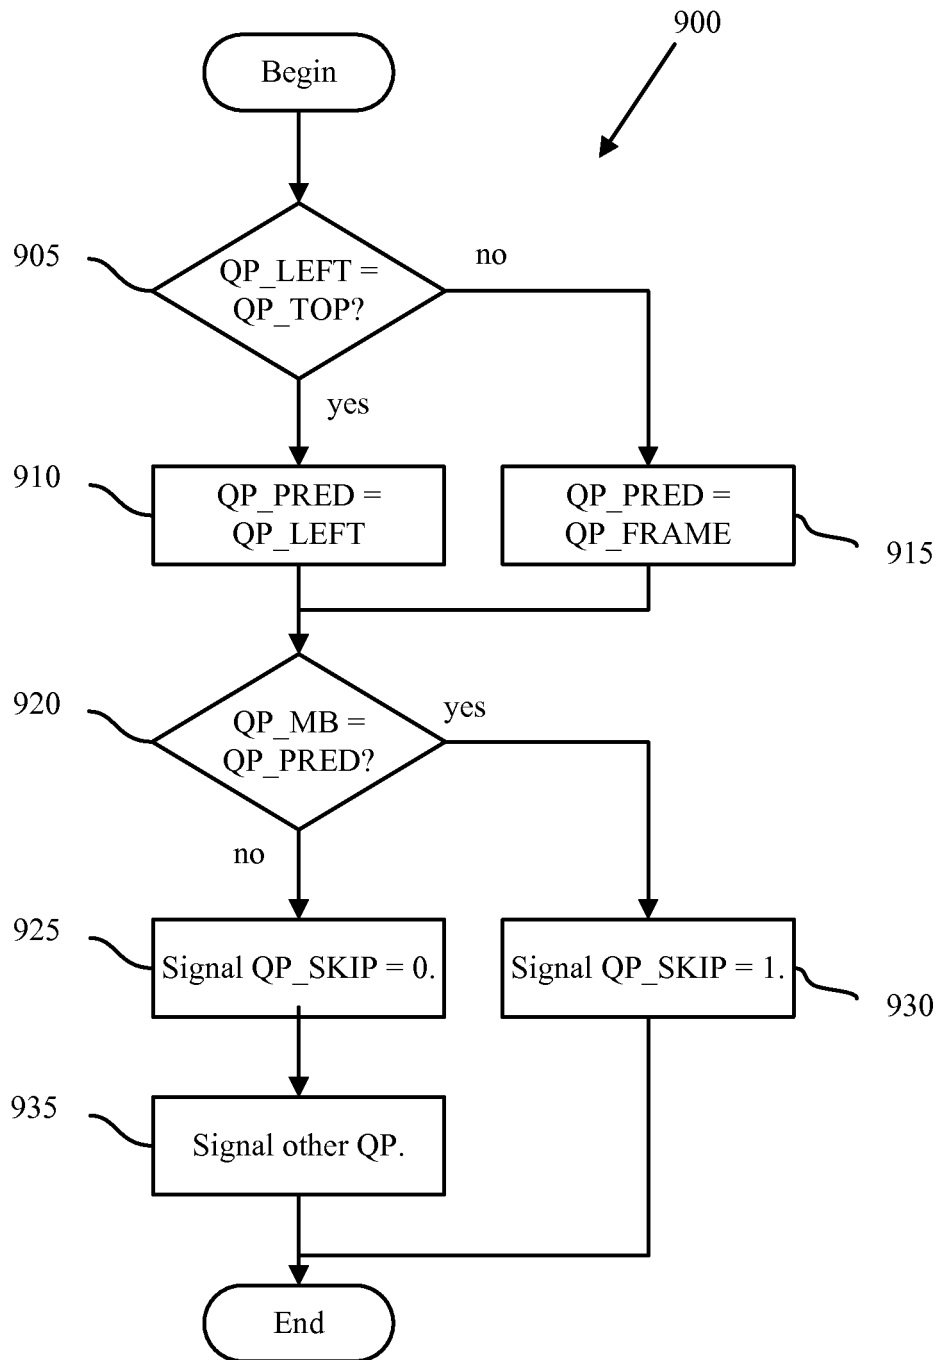 900
Begin
905
QP_LEFT =
QP_TOP?
no
yes
910
QP_PRED =
QP_LEFT
QP_PRED =
QP_FRAME
915
920
QP_MB =
QP_PRED?
yes
no
925
Signal QP_SKIP = 0.
Signal QP_SKIP = 1.
930
935
Signal other QP.
End